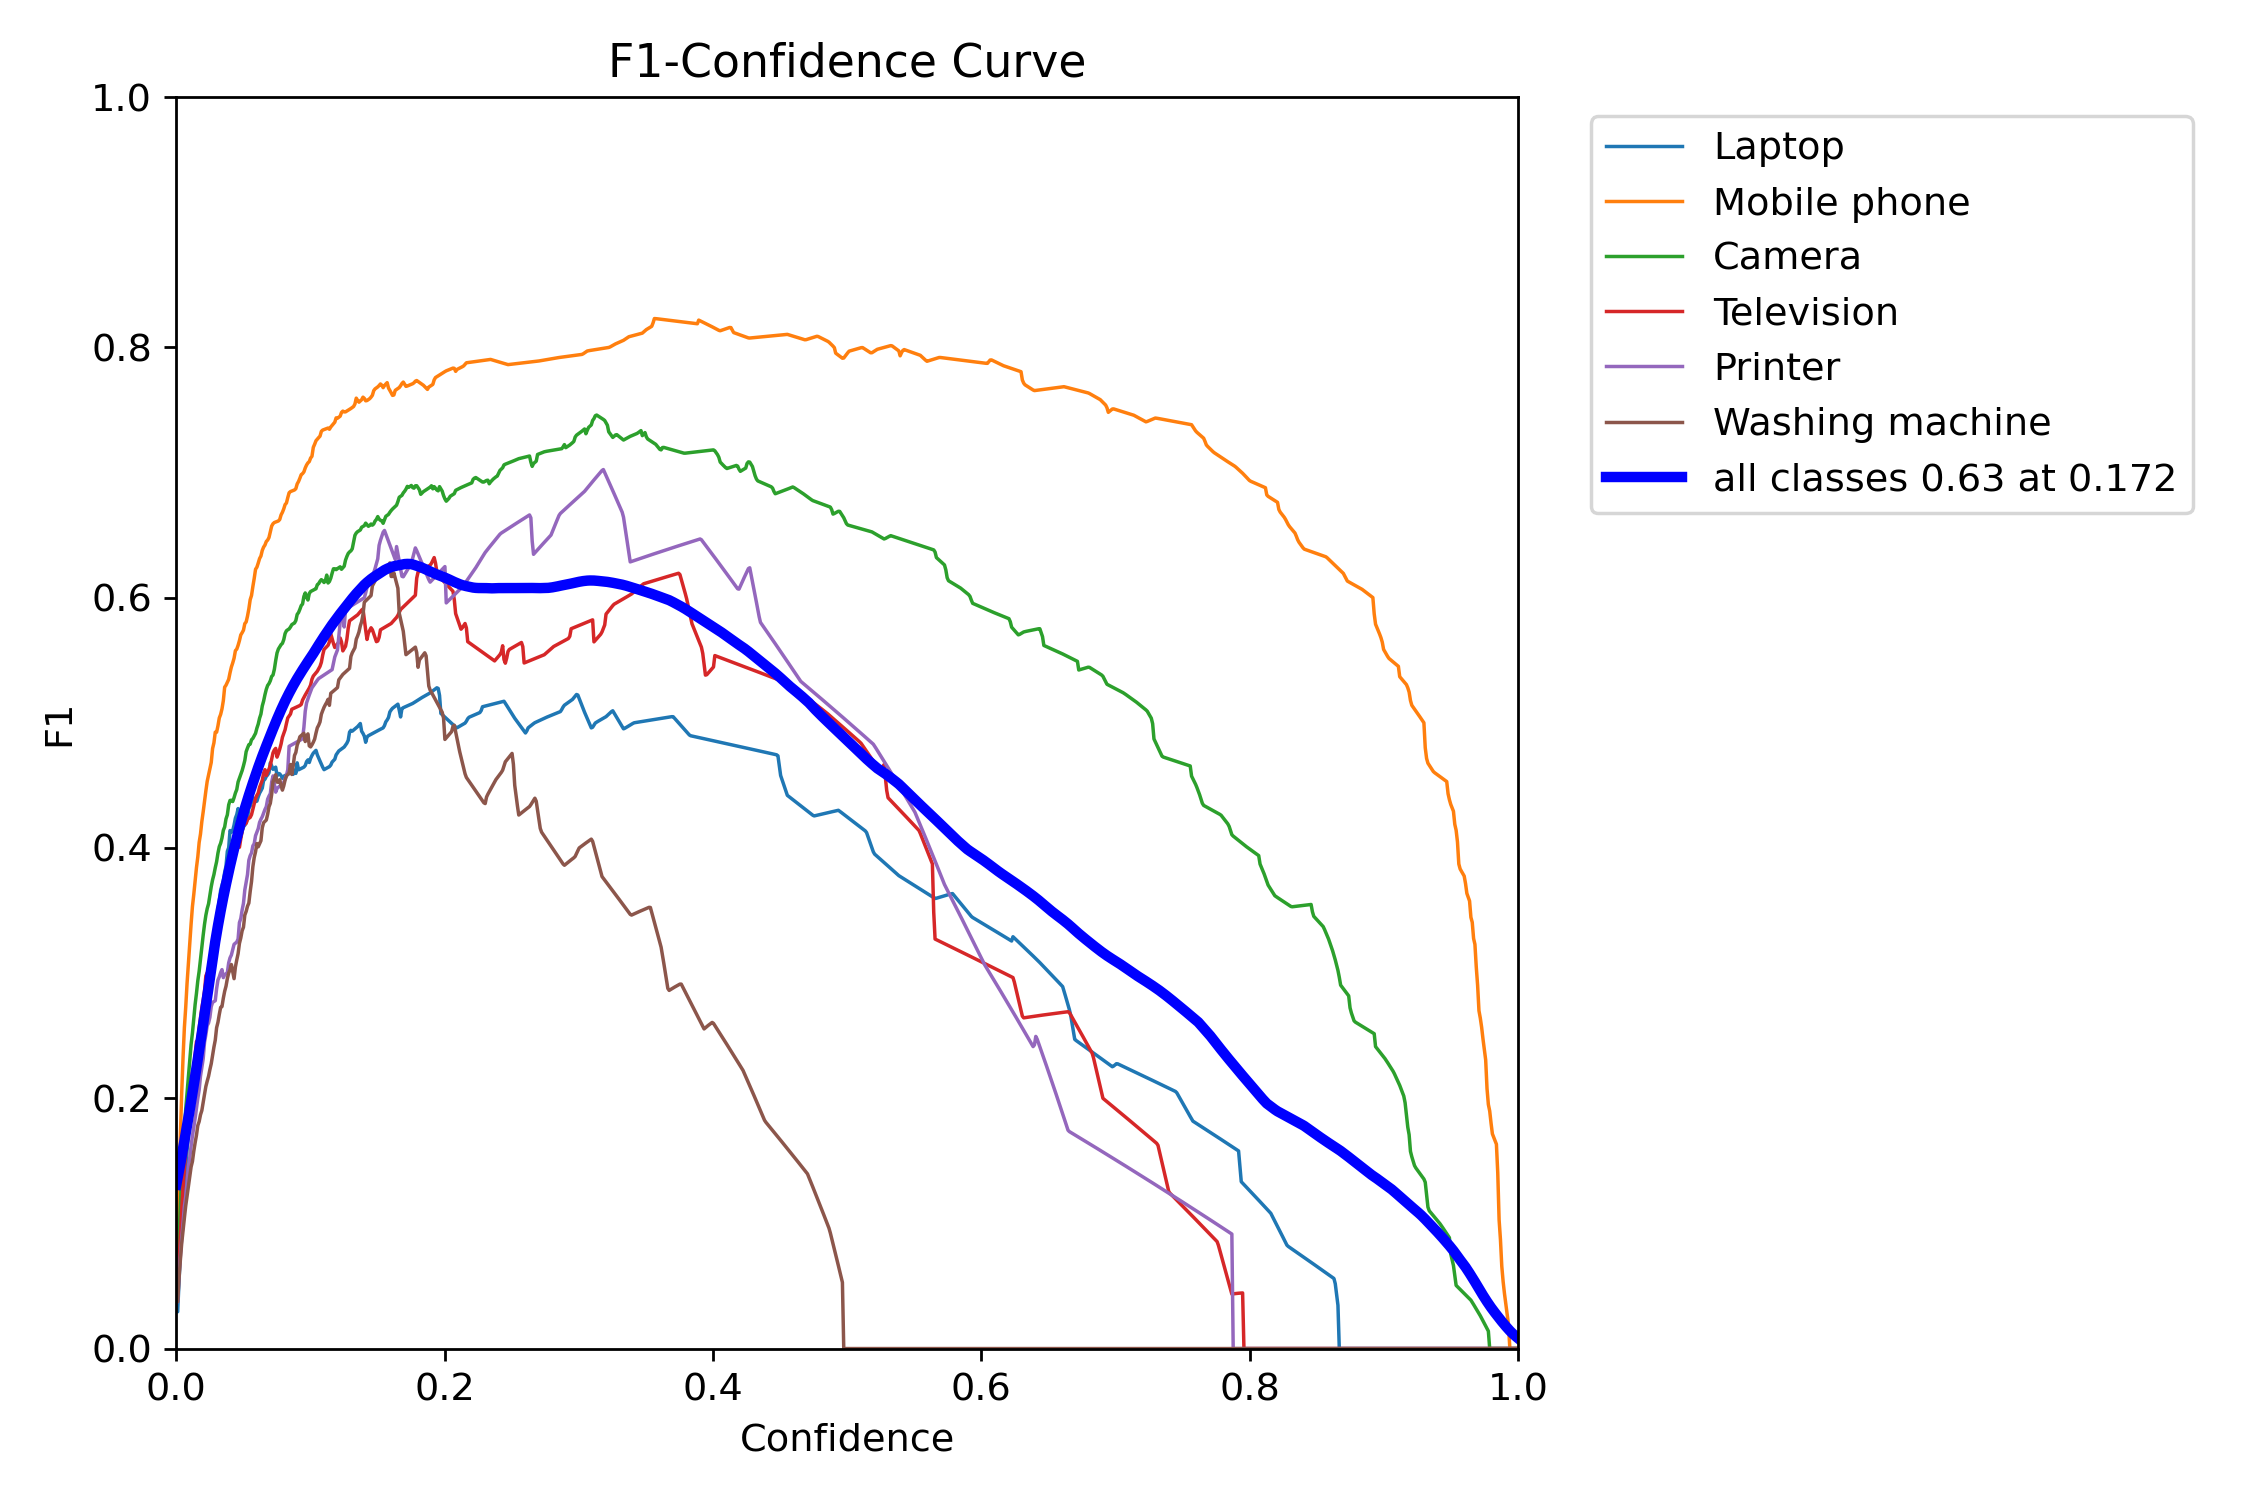 F1-Confidence Curve
1.0
0.8
0.6
0.4
0.2
0.0
F1
0.0 0.2 0.4 0.6 0.8 1.0
Confidence
Laptop
Mobile phone
Camera
Television
Printer
Washing machine
all classes 0.63 at 0.172